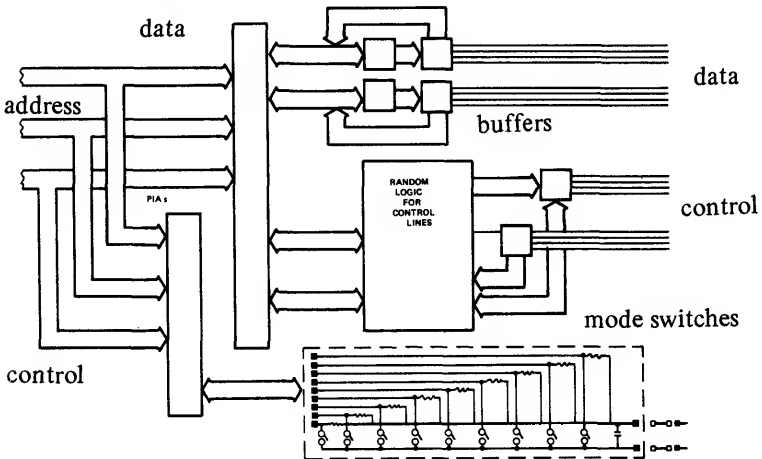 data
address
data
buffers
PIAs
RANDOM
LOGIC
FOR
CONTROL
LINES
control
mode switches
control